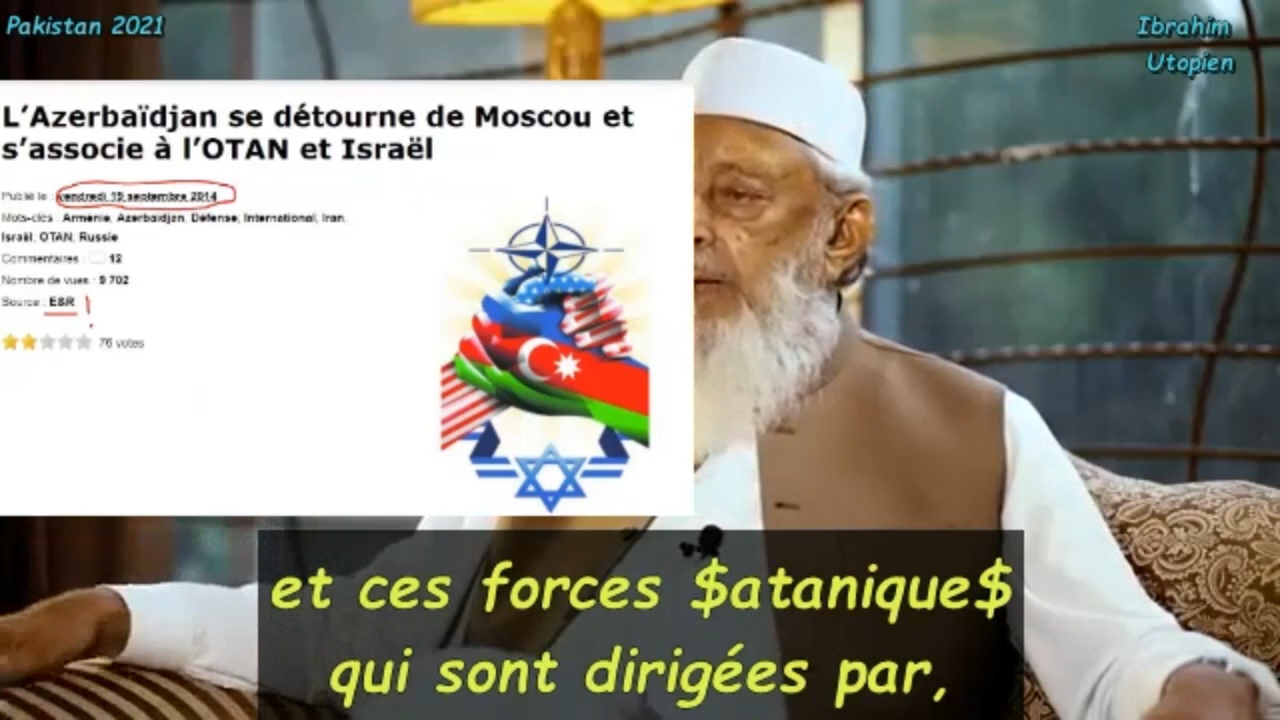 Pakistan 2021
Ibrahim
Utopien
L'Azerbaïdjan se détourne de Moscou et
s'associe à l'OTAN et Israël
Publié le : vendredi 19 septembre 2014
Mots-clés : Arménie, Azerbaïdjan, Défense, International, Iran,
Israël, OTAN, Russie
Commentaires : 12
Nombre de vues : 9 702
Source : E&R
76 votes
et ces forces $atanique$
qui sont dirigées par,